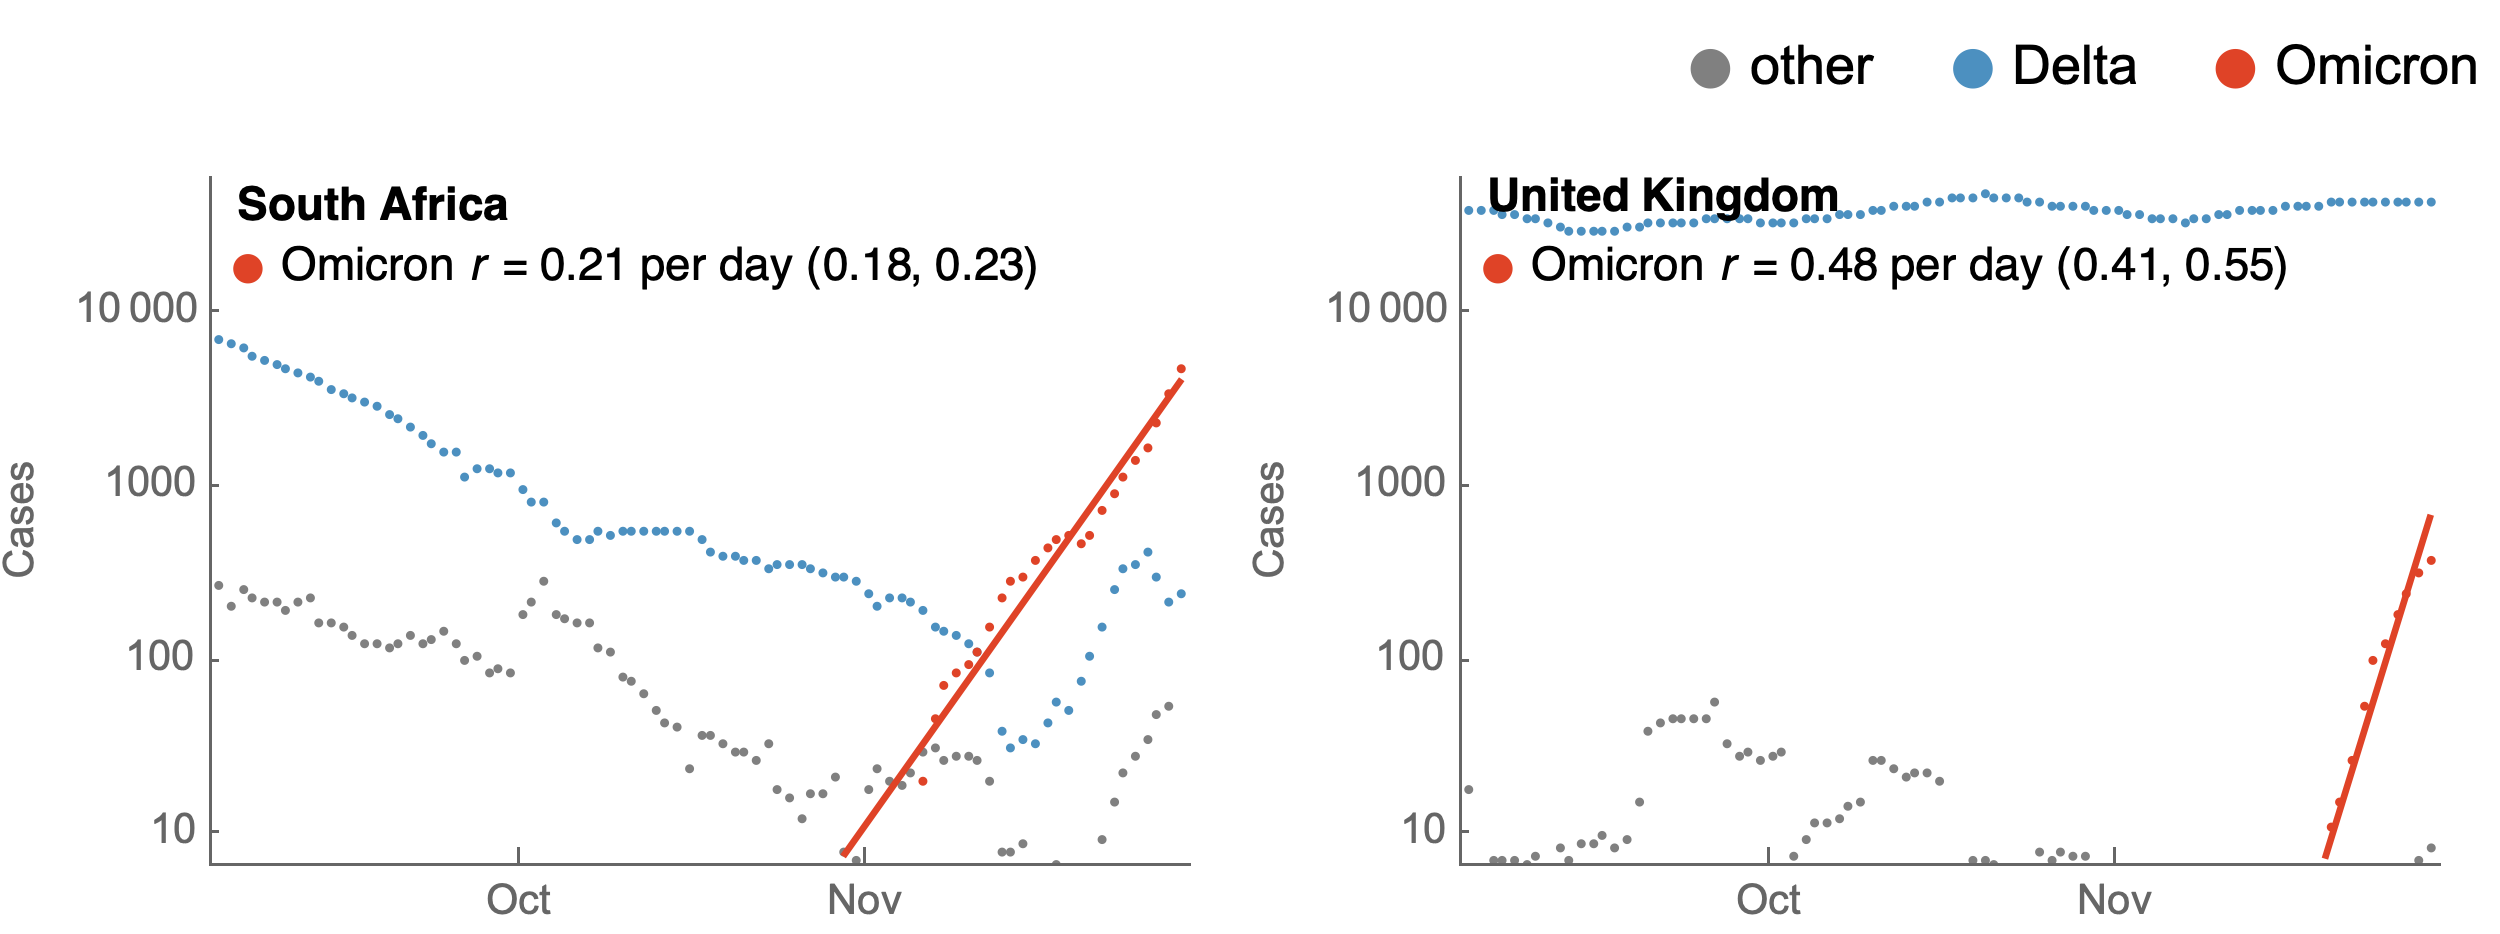 other Delta Omicron
South Africa
Omicron r = 0.21 per day (0.18, 0.23)
10 000
1000
100
10
Cases
Oct Nov
United Kingdom
Omicron r = 0.48 per day (0.41, 0.55)
10 000
1000
100
10
Cases
Oct Nov